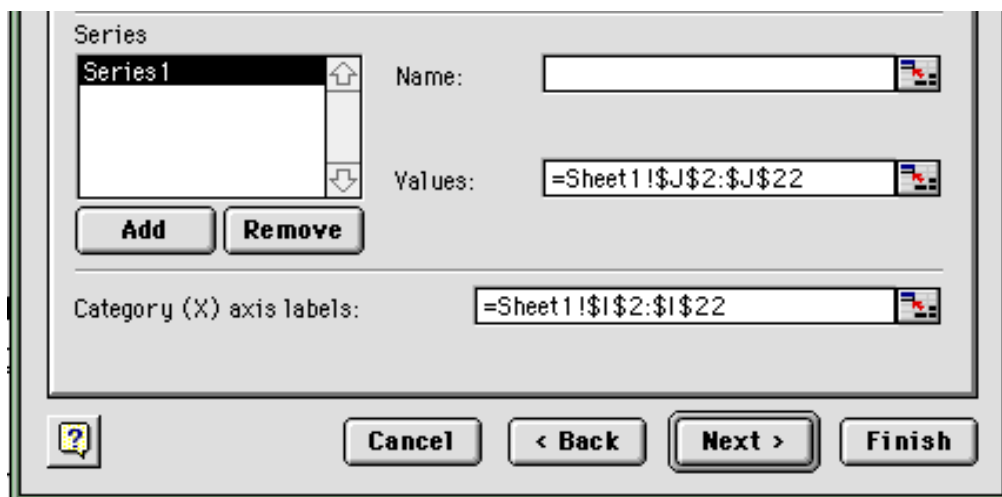 Series
Series1
Name:
Values:
=Sheet1!$J$2:$J$22
Add
Remove
Category (X) axis labels:
=Sheet1!$I$2:$I$22
?
Cancel
< Back
Next >
Finish